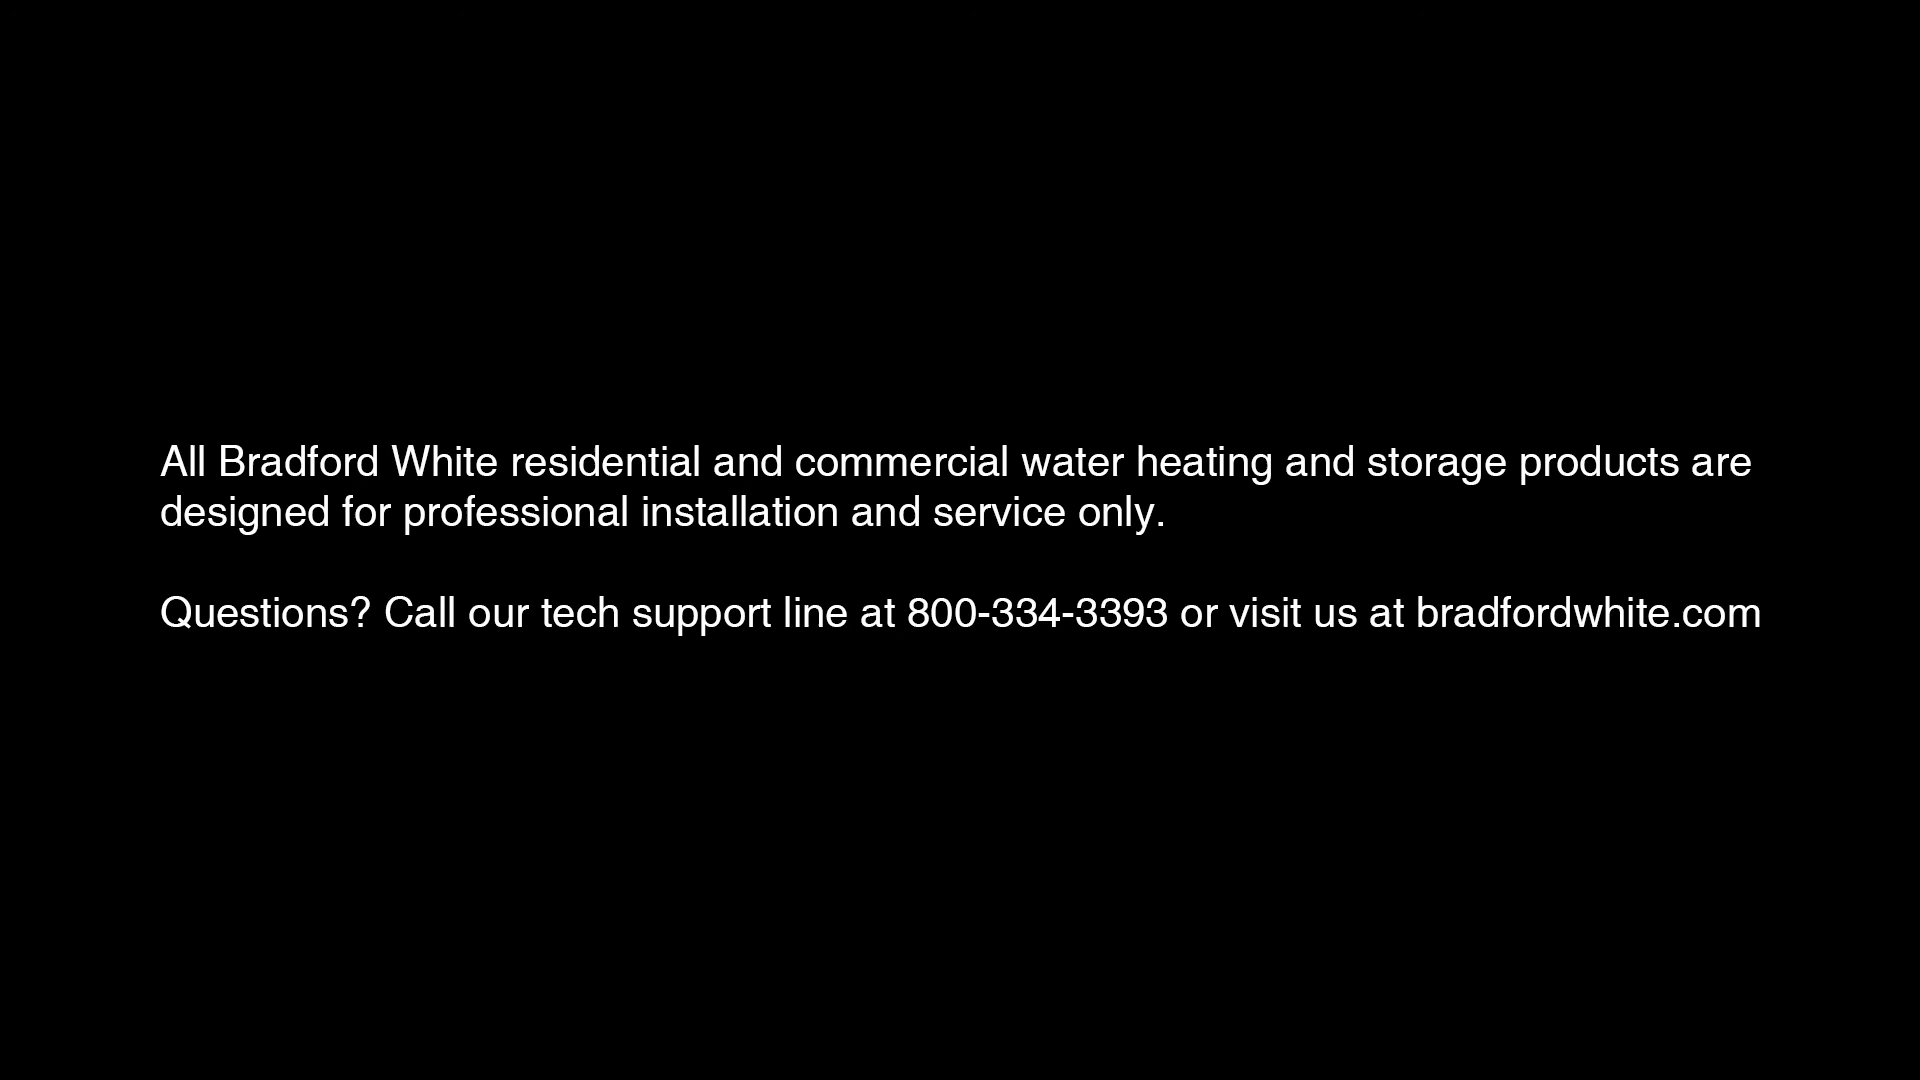 All Bradford White residential and commercial water heating and storage products are
designed for professional installation and service only.
Questions? Call our tech support line at 800-334-3393 or visit us at bradfordwhite.com